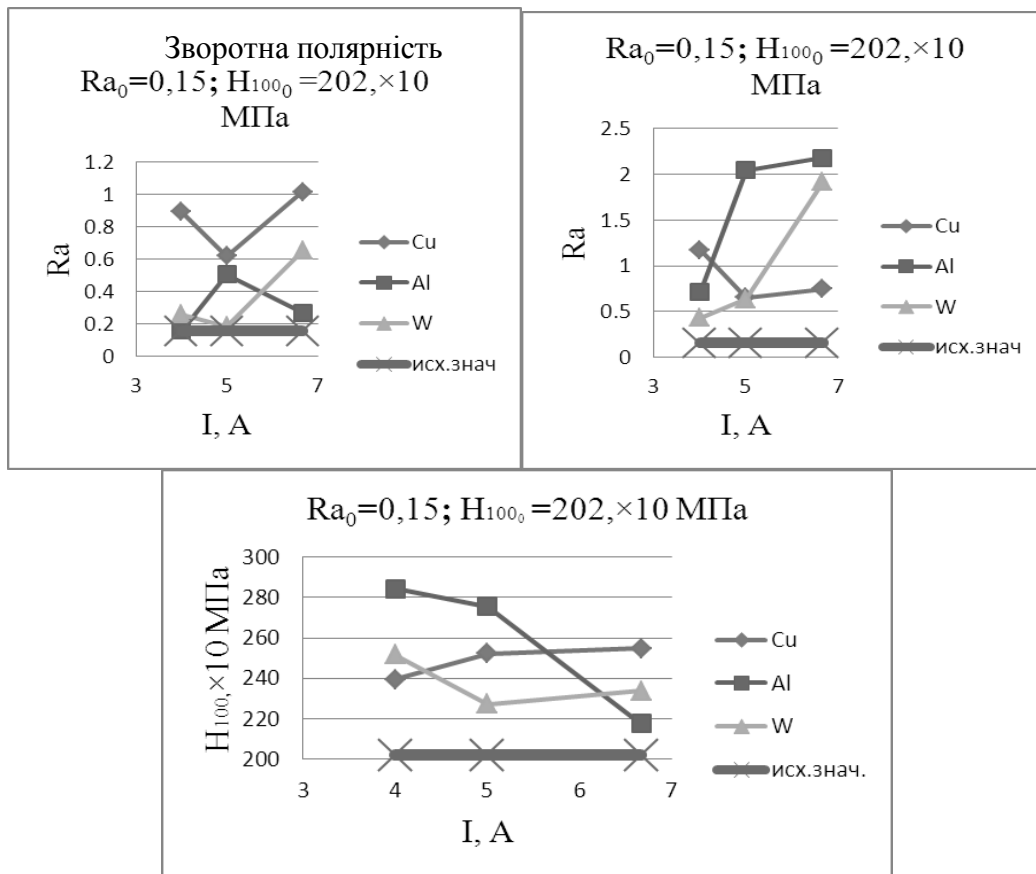 Зворотна полярність
Ra₀=0,15; H₁₀₀₀ =202,×10
МПа
1.2
1
0.8
0.6
0.4
0.2
0
Ra
3
5
7
I, A
Cu
Al
W
исх.знач
Ra₀=0,15; H₁₀₀₀ =202,×10
МПа
2.5
2
1.5
1
0.5
0
Ra
3
5
7
I, A
Cu
Al
W
исх.знач
Ra₀=0,15; H₁₀₀₀ =202,×10 МПа
300
280
260
240
220
200
H₁₀₀,×10 МПа
3
4
5
6
7
I, A
Cu
Al
W
исх.знач.